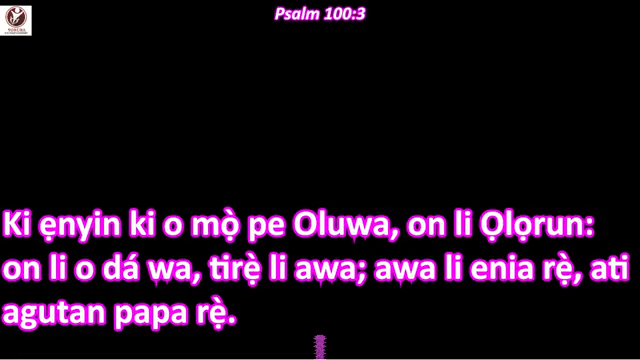 Psalm 100:3
Ki ẹnyin ki o mọ̀ pe Oluwa, on li Ọlọrun:
on li o dá wa, tirẹ̀ li awa; awa li enia rẹ̀, ati
agutan papa rẹ̀.